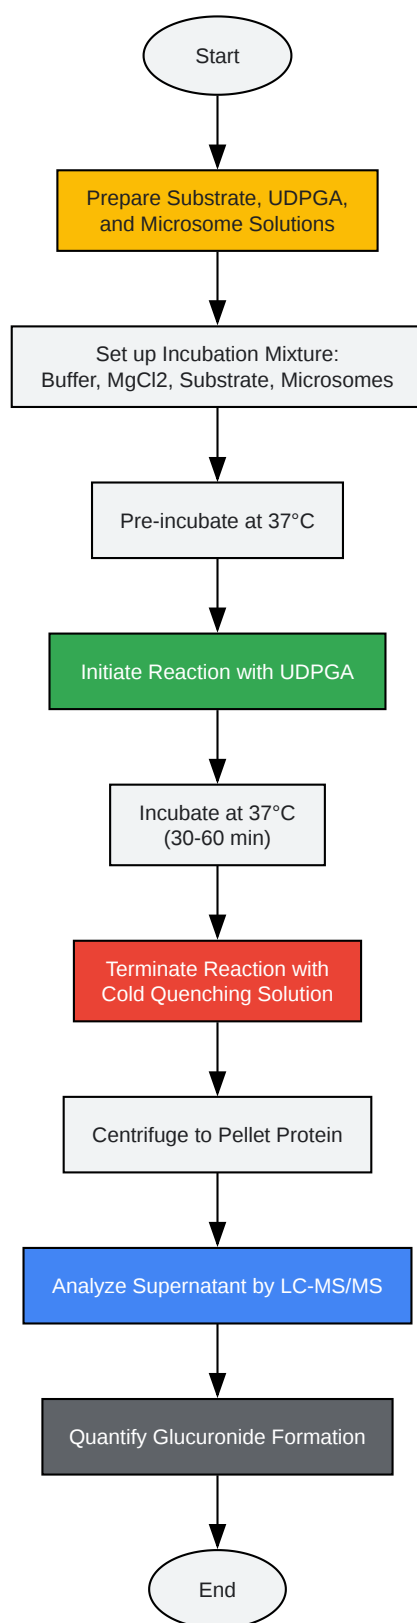 Start
Prepare Substrate, UDPGA,
and Microsome Solutions
Set up Incubation Mixture:
Buffer, MgCl2, Substrate, Microsomes
Pre-incubate at 37°C
Initiate Reaction with UDPGA
Incubate at 37°C
(30-60 min)
Terminate Reaction with
Cold Quenching Solution
Centrifuge to Pellet Protein
Analyze Supernatant by LC-MS/MS
Quantify Glucuronide Formation
End